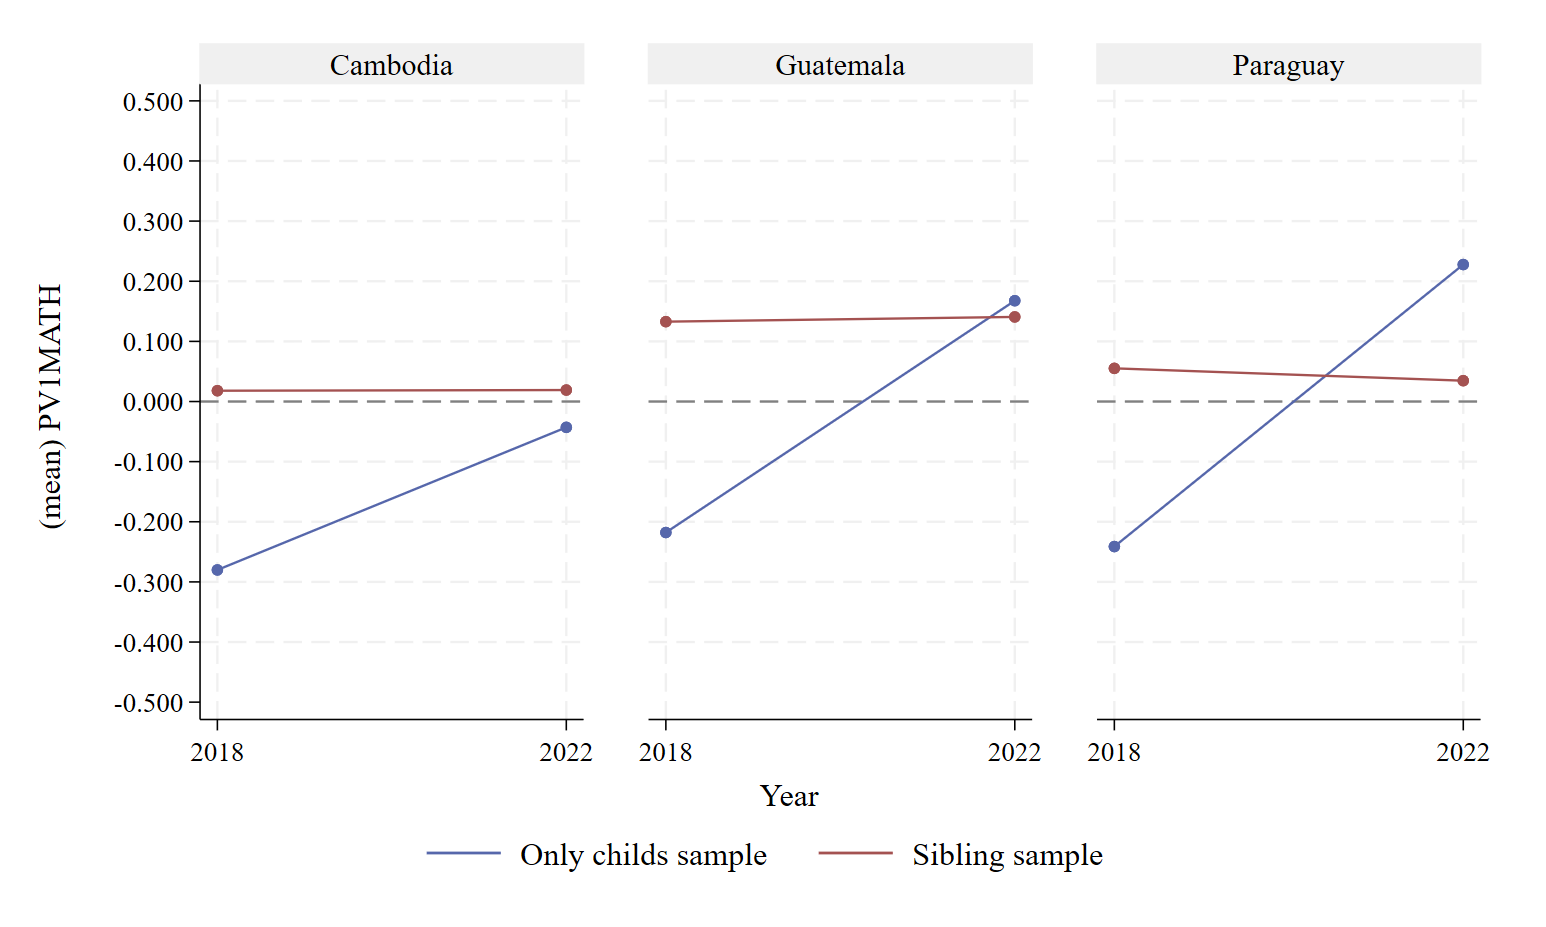 Cambodia
Guatemala
Paraguay
0.500
0.400
0.300
0.200
0.100
0.000
-0.100
-0.200
-0.300
-0.400
-0.500
(mean) PV1MATH
2018 2022 2018 2022 2018 2022
Year
Only childs sample
Sibling sample